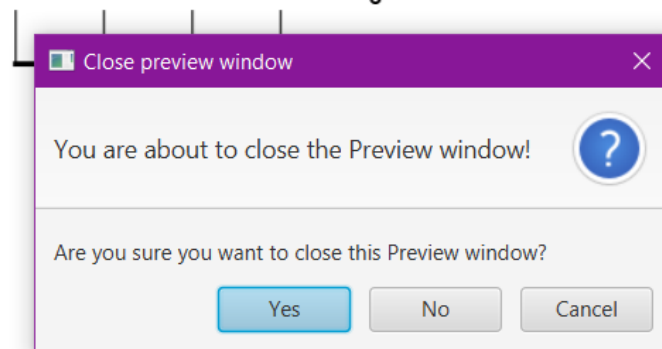 Close preview window
You are about to close the Preview window!
Are you sure you want to close this Preview window?
Yes No Cancel